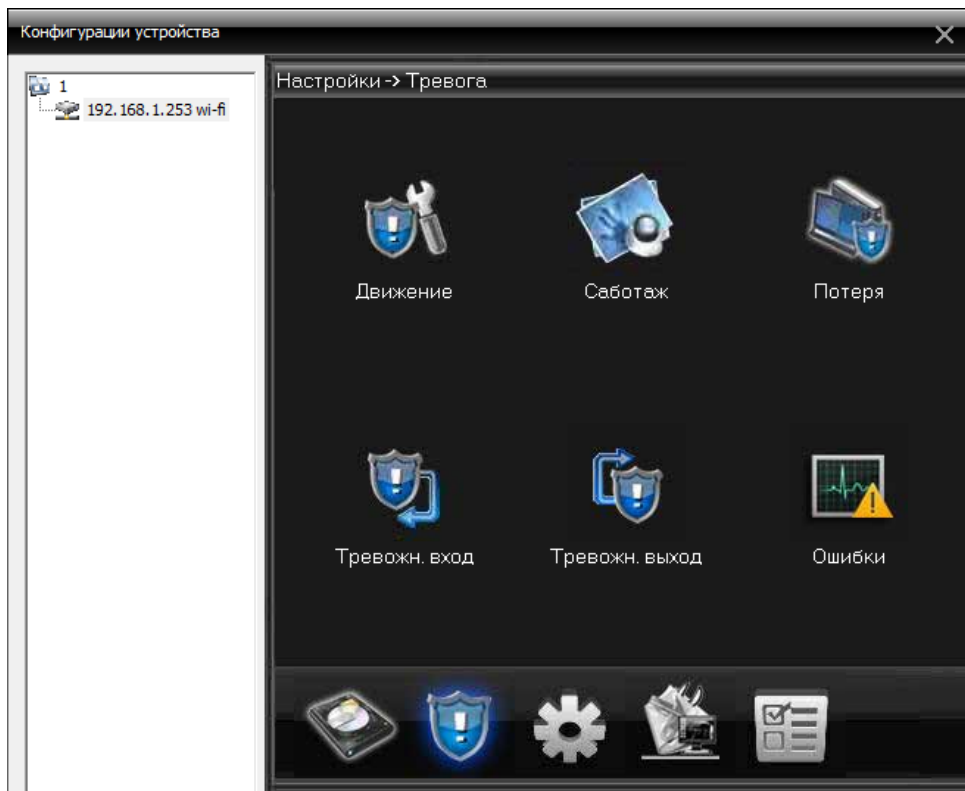 Конфигурации устройства
1
192.168.1.253 wi-fi
Настройки -> Тревога
Движение
Саботаж
Потеря
Тревожн. вход
Тревожн. выход
Ошибки